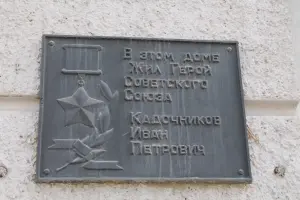 В этом доме
жил Герой
Советского
Союза
Кадочников
Иван
Петрович